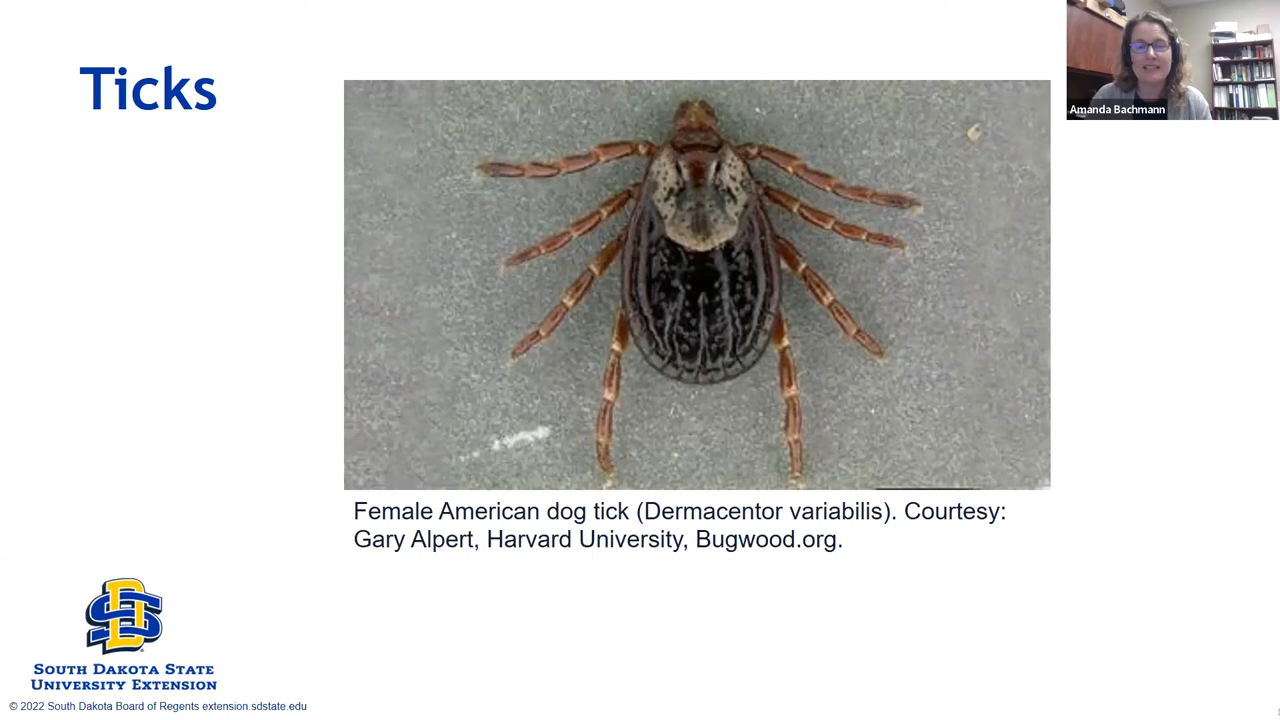 Ticks
Amanda Bachmann
Female American dog tick (Dermacentor variabilis). Courtesy:
Gary Alpert, Harvard University, Bugwood.org.
SD
SOUTH DAKOTA STATE
UNIVERSITY EXTENSION
© 2022 South Dakota Board of Regents extension.sdstate.edu